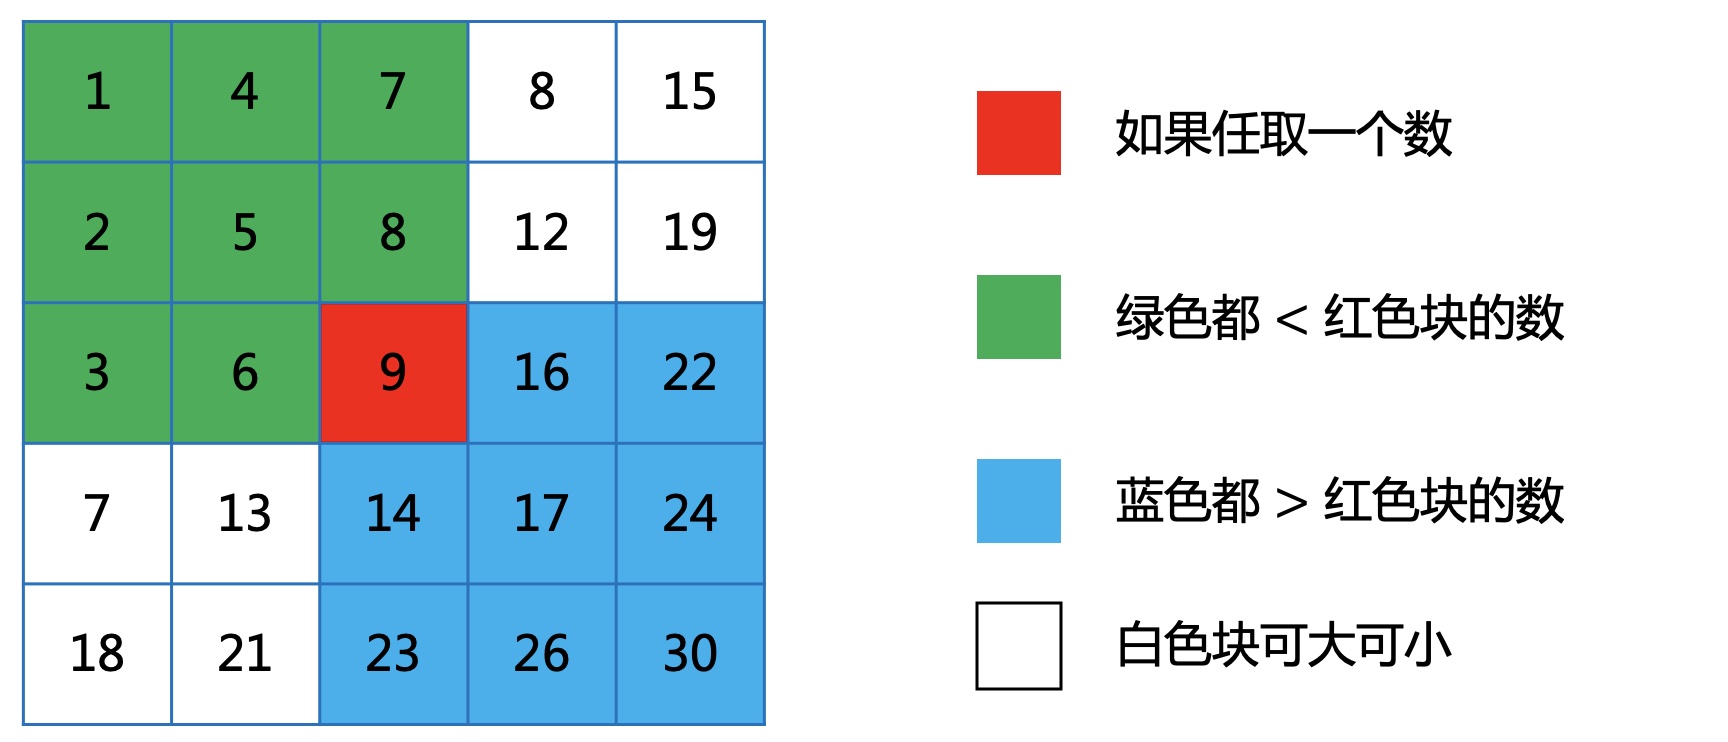 1 4 7 8 15
2 5 8 12 19
3 6 9 16 22
7 13 14 17 24
18 21 23 26 30
如果任取一个数
绿色都 < 红色块的数
蓝色都 > 红色块的数
白色块可大可小